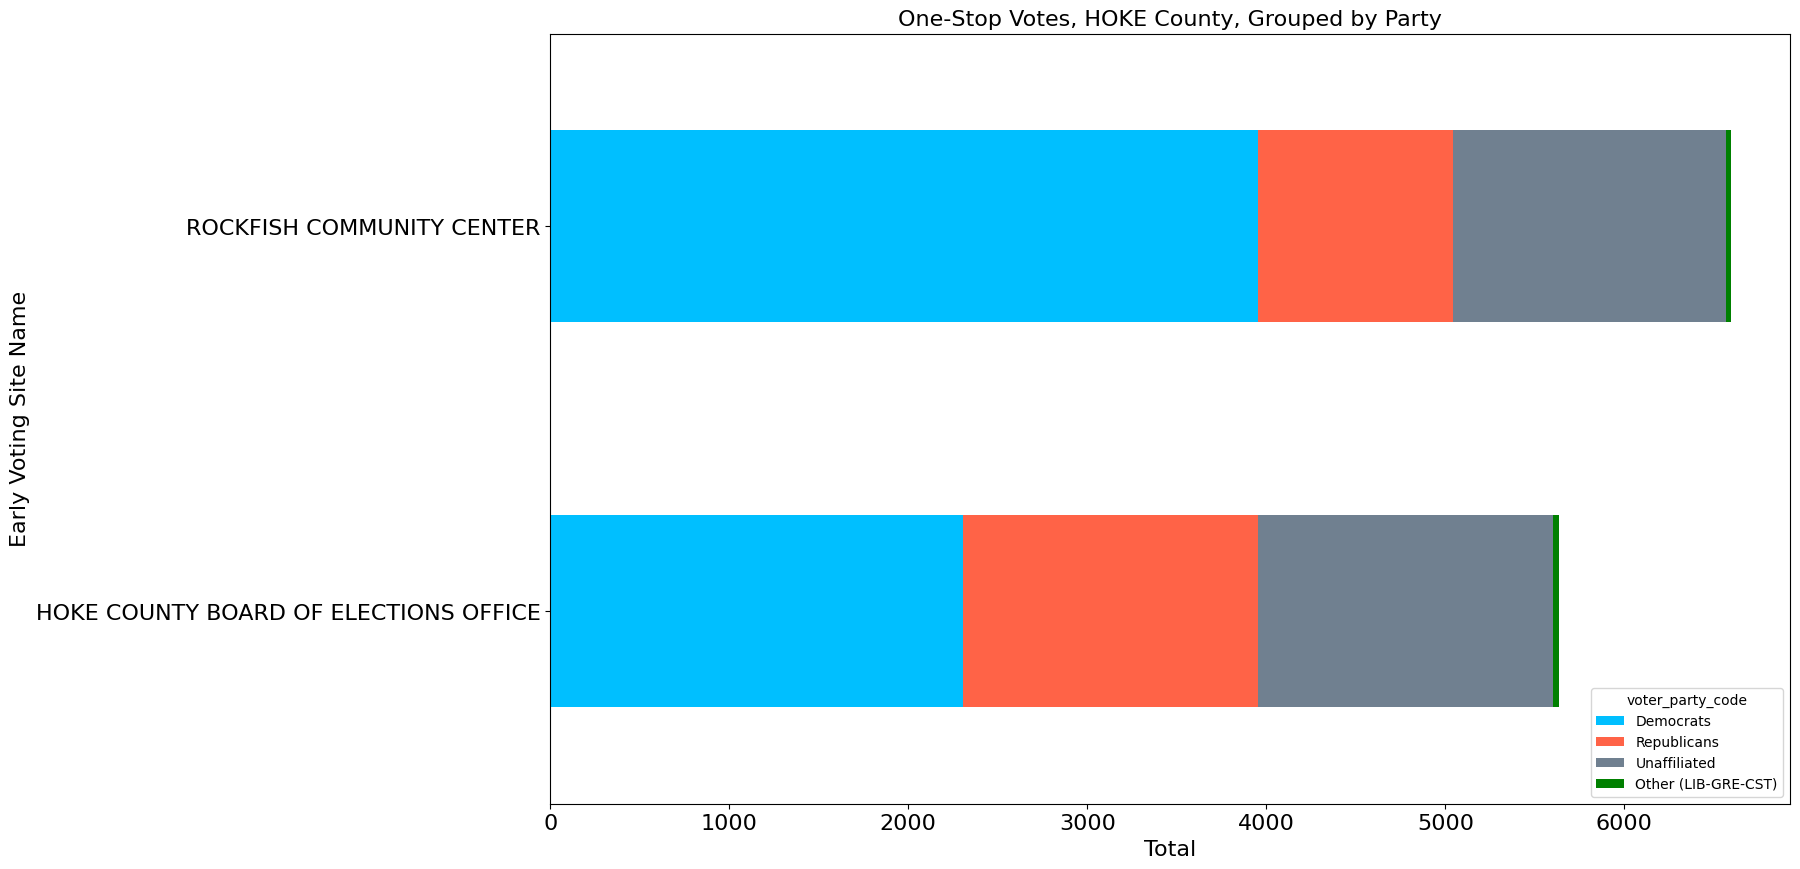 One-Stop Votes, HOKE County, Grouped by Party
Early Voting Site Name
ROCKFISH COMMUNITY CENTER
HOKE COUNTY BOARD OF ELECTIONS OFFICE
voter_party_code
Democrats
Republicans
Unaffiliated
Other (LIB-GRE-CST)
0 1000 2000 3000 4000 5000 6000
Total